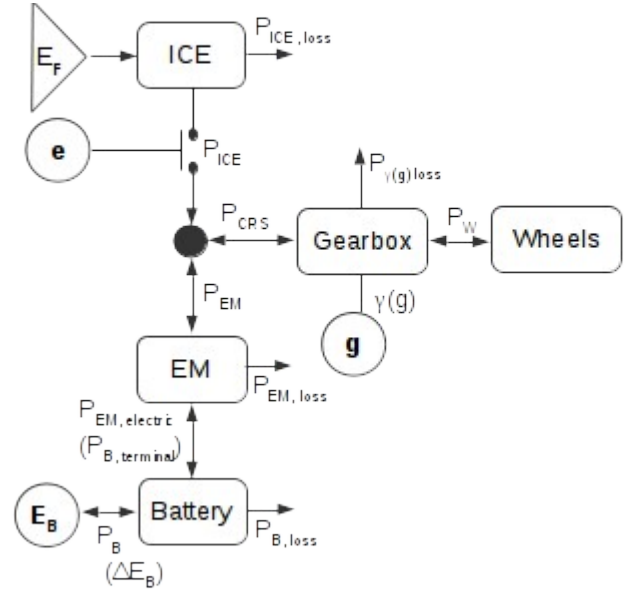 E_F
ICE
P_ICE,loss
e
P_ICE
P_γ(g) loss
P_CRS
Gearbox
P_W
Wheels
P_EM
γ(g)
g
EM
P_EM,loss
P_EM,electric
(P_B,terminal)
E_B
Battery
P_B
P_B,loss
(ΔE_B)